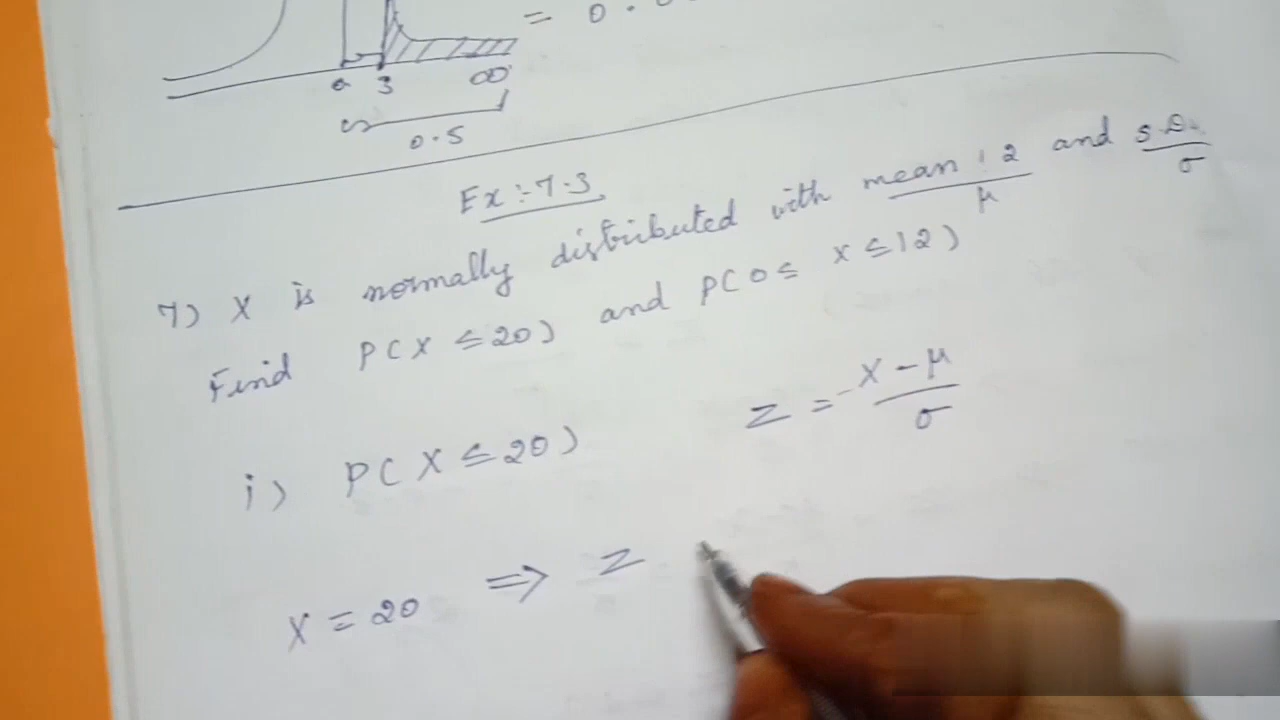 = 0.
a 3 ∞
0.5
Ex :- 7.3
7) X is normally distributed with mean 12 and S.D.
μ σ
Find P(X ≤ 20) and P(0 ≤ X ≤ 12)
i) P(X ≤ 20) Z = X - μ / σ
X = 20 ⇒ Z